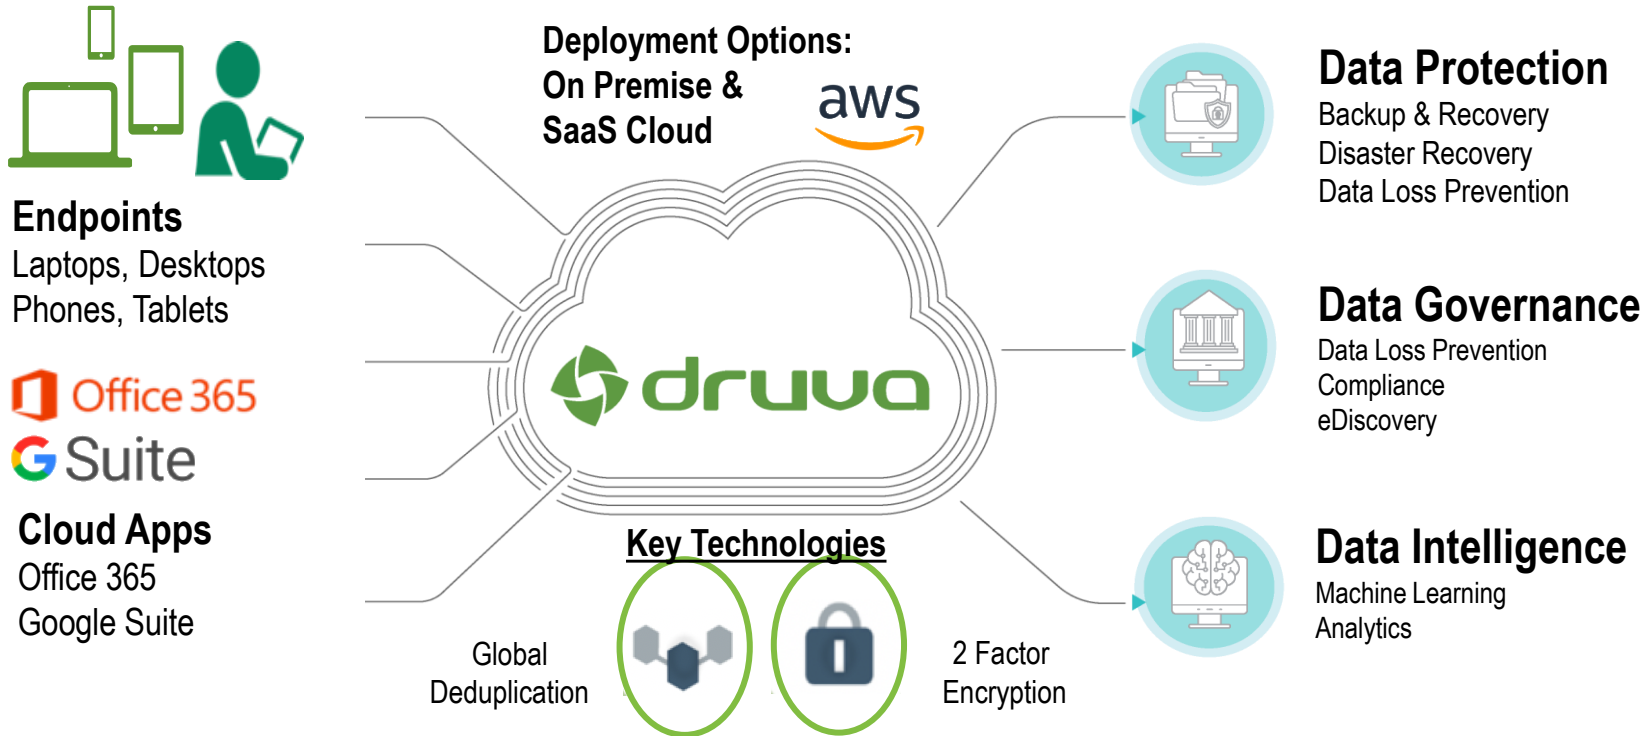 Deployment Options:
On Premise &
SaaS Cloud
aws
Endpoints
Laptops, Desktops
Phones, Tablets
Office 365
G Suite
Cloud Apps
Office 365
Google Suite
druva
Key Technologies
Global
Deduplication
2 Factor
Encryption
Data Protection
Backup & Recovery
Disaster Recovery
Data Loss Prevention
Data Governance
Data Loss Prevention
Compliance
eDiscovery
Data Intelligence
Machine Learning
Analytics